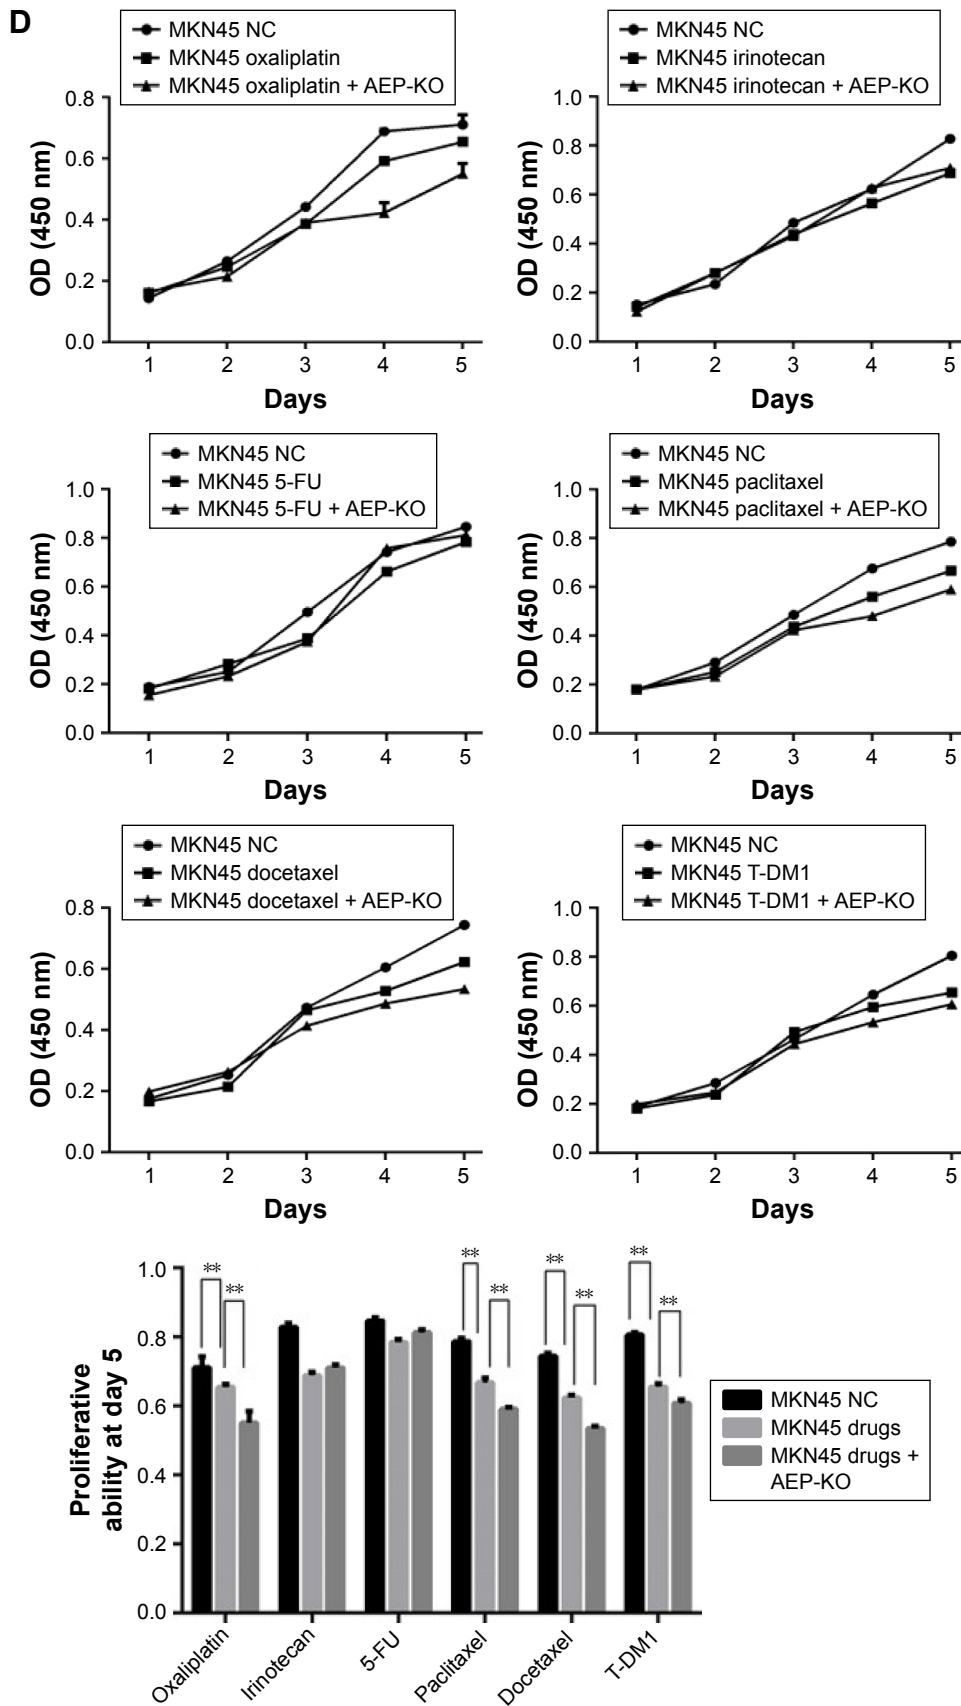 D
MKN45 NC
MKN45 oxaliplatin
MKN45 oxaliplatin + AEP-KO
0.8
0.6
0.4
0.2
0.0
OD (450 nm)
1 2 3 4 5
Days
MKN45 NC
MKN45 irinotecan
MKN45 irinotecan + AEP-KO
1.0
0.8
0.6
0.4
0.2
0.0
OD (450 nm)
1 2 3 4 5
Days
MKN45 NC
MKN45 5-FU
MKN45 5-FU + AEP-KO
1.0
0.8
0.6
0.4
0.2
0.0
OD (450 nm)
1 2 3 4 5
Days
MKN45 NC
MKN45 paclitaxel
MKN45 paclitaxel + AEP-KO
1.0
0.8
0.6
0.4
0.2
0.0
OD (450 nm)
1 2 3 4 5
Days
MKN45 NC
MKN45 docetaxel
MKN45 docetaxel + AEP-KO
0.8
0.6
0.4
0.2
0.0
OD (450 nm)
1 2 3 4 5
Days
MKN45 NC
MKN45 T-DM1
MKN45 T-DM1 + AEP-KO
1.0
0.8
0.6
0.4
0.2
0.0
OD (450 nm)
1 2 3 4 5
Days
1.0
0.8
0.6
0.4
0.2
0.0
Proliferative
ability at day 5
** ** ** ** ** ** ** **
Oxaliplatin
Irinotecan
5-FU
Paclitaxel
Docetaxel
T-DM1
MKN45 NC
MKN45 drugs
MKN45 drugs +
AEP-KO